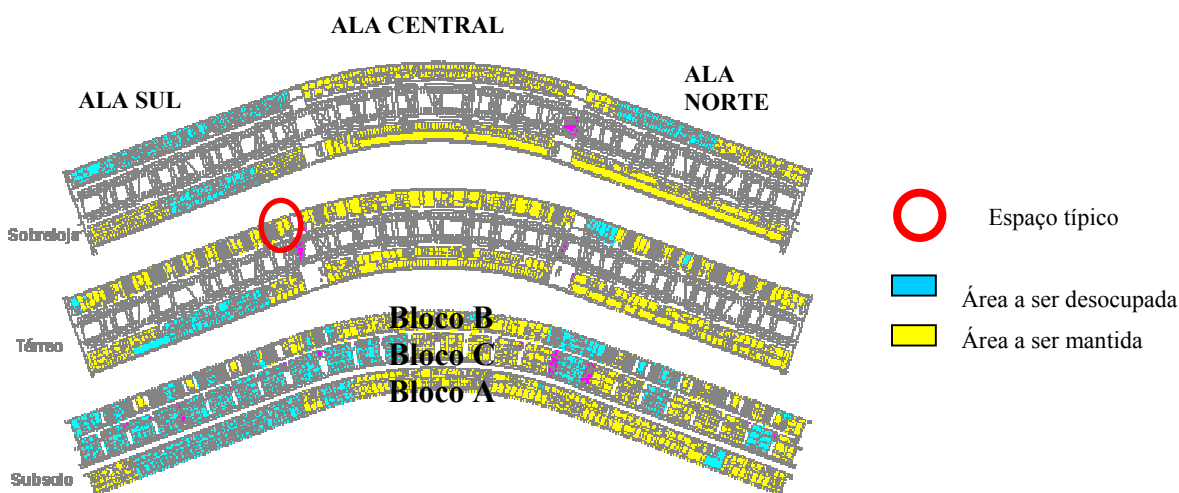 ALA CENTRAL
ALA SUL
ALA
NORTE
Sobreloja
Espaço típico
Área a ser desocupada
Área a ser mantida
Térreo
Bloco B
Bloco C
Bloco A
Subsolo